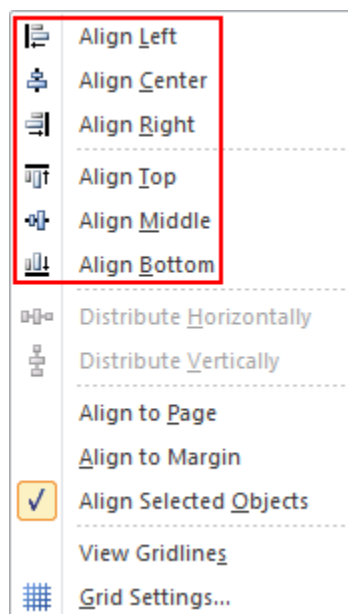 Align Left
Align Center
Align Right
Align Top
Align Middle
Align Bottom
Distribute Horizontally
Distribute Vertically
Align to Page
Align to Margin
Align Selected Objects
View Gridlines
Grid Settings...